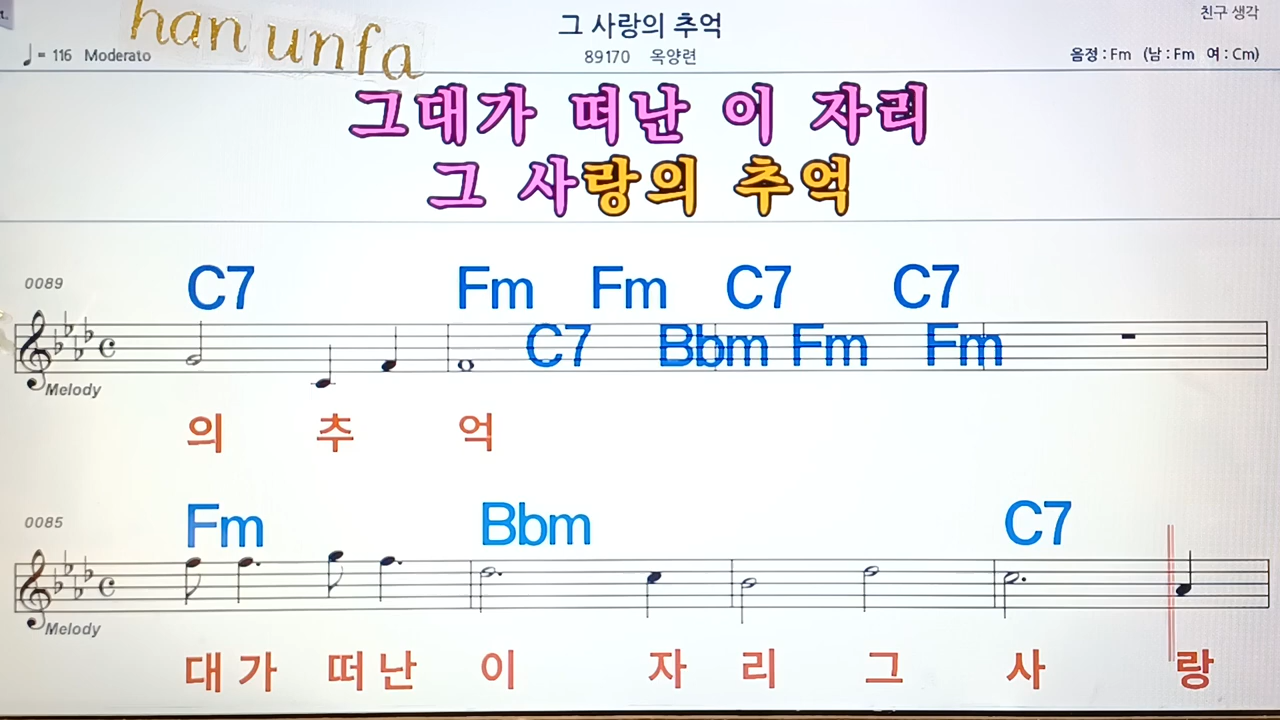 han unfa
그 사랑의 추억
친구 생각
♩= 116 Moderato
89170 옥양련
음정 : Fm (남 : Fm 여 : Cm)
그대가 떠난 이 자리
그 사랑의 추억
0089
C7 Fm Fm C7 C7
C7 Bbm Fm Fm
Melody
의 추 억
0085
Fm Bbm C7
Melody
대 가 떠 난 이 자 리 그 사 랑